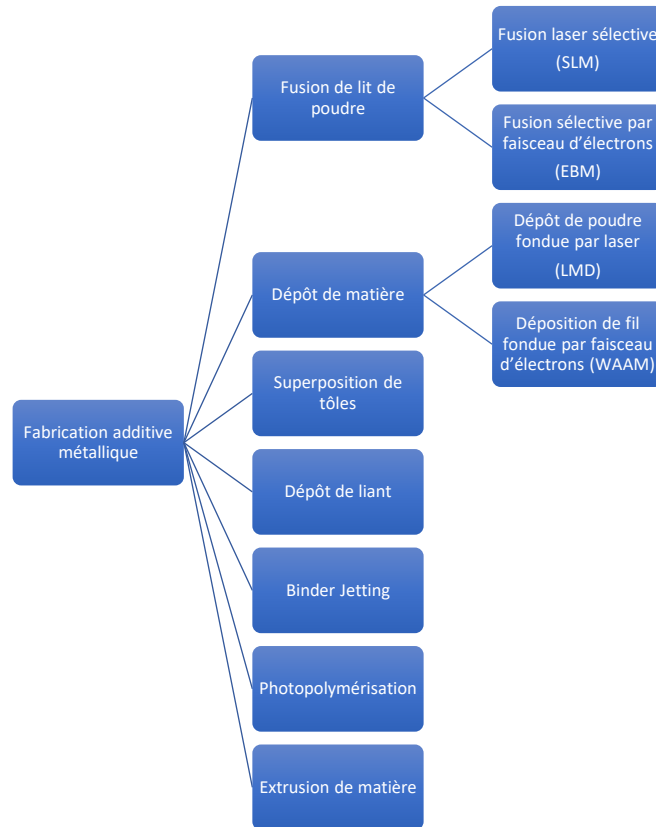 Fabrication additive
métallique
Fusion de lit de
poudre
Fusion laser sélective
(SLM)
Fusion sélective par
faisceau d’électrons
(EBM)
Dépôt de matière
Dépôt de poudre
fondue par laser
(LMD)
Déposition de fil
fondue par faisceau
d’électrons (WAAM)
Superposition de
tôles
Dépôt de liant
Binder Jetting
Photopolymérisation
Extrusion de matière